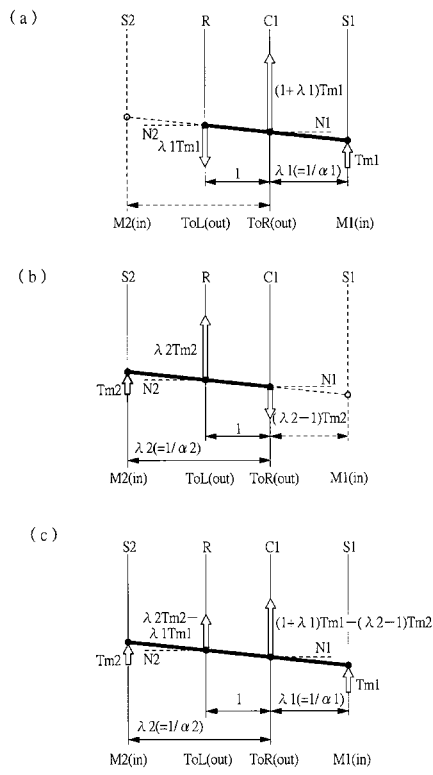 (a)
S2 R C1 S1
(1+λ1)Tm1
N2 N1
λ1Tm1 Tm1
1 λ1(=1/α1)
M2(in) ToL(out) ToR(out) M1(in)
(b)
S2 R C1 S1
λ2Tm2
Tm2 N2 N1
(λ2−1)Tm2
1
λ2(=1/α2)
M2(in) ToL(out) ToR(out) M1(in)
(c)
S2 R C1 S1
λ2Tm2− (1+λ1)Tm1−(λ2−1)Tm2
λ1Tm1
Tm2 N2 N1
Tm1
1 λ1(=1/α1)
λ2(=1/α2)
M2(in) ToL(out) ToR(out) M1(in)